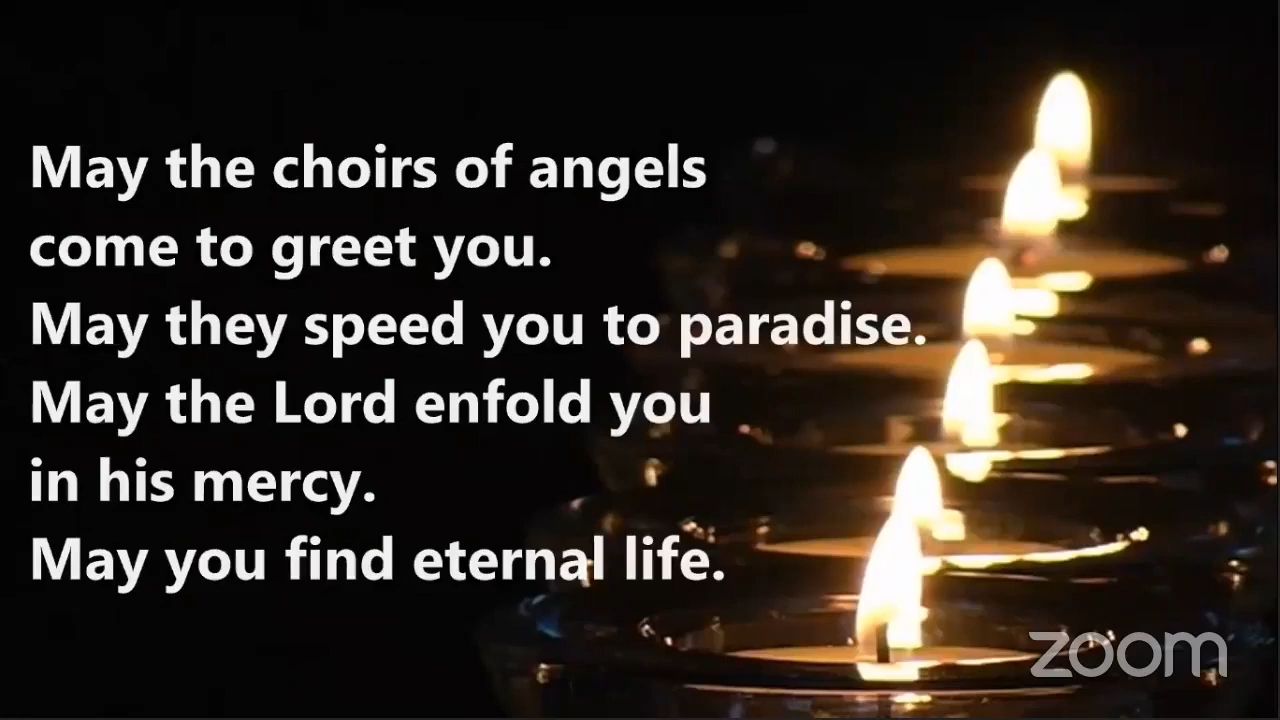 May the choirs of angels
come to greet you.
May they speed you to paradise.
May the Lord enfold you
in his mercy.
May you find eternal life.
zoom